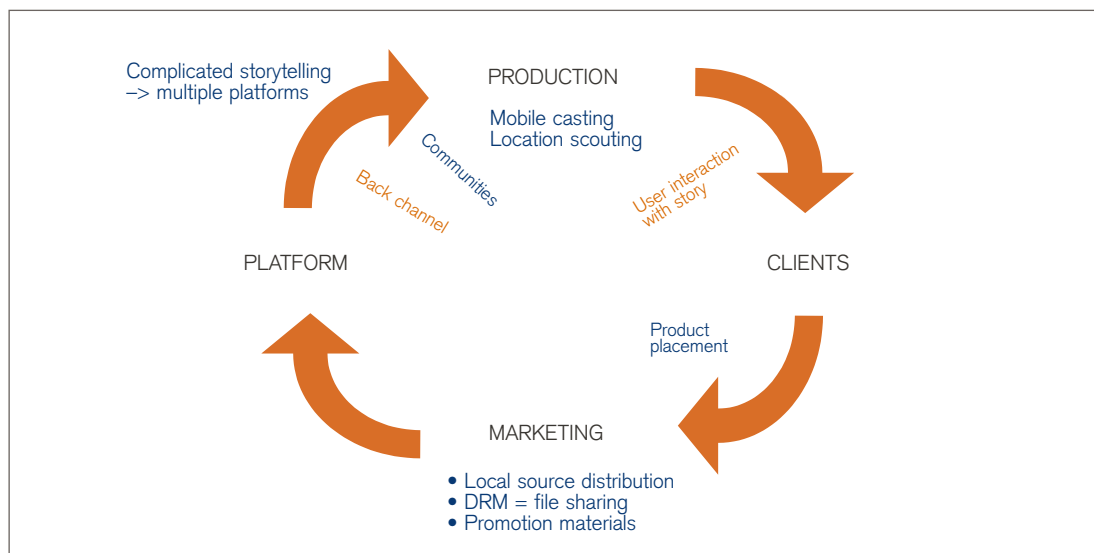 Complicated storytelling
–> multiple platforms
PRODUCTION
Mobile casting
Location scouting
Communities
Back channel
User interaction
with story
PLATFORM
CLIENTS
Product
placement
MARKETING
• Local source distribution
• DRM = file sharing
• Promotion materials